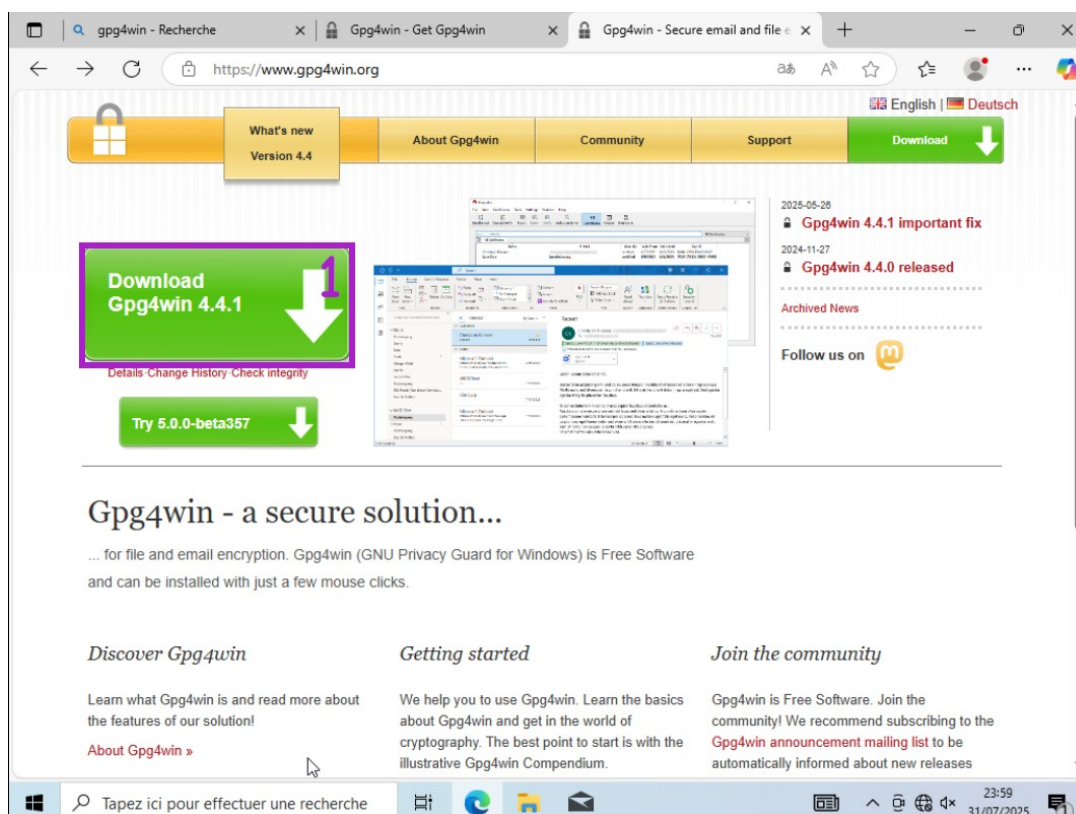 gpg4win - Recherche
Gpg4win - Get Gpg4win
Gpg4win - Secure email and file e
https://www.gpg4win.org
English | Deutsch
What's new
Version 4.4
About Gpg4win
Community
Support
Download
2025-05-26
Gpg4win 4.4.1 important fix
2024-11-27
Gpg4win 4.4.0 released
Archived News
Follow us on
Download
Gpg4win 4.4.1
1
Details·Change History·Check integrity
Try 5.0.0-beta357
Gpg4win - a secure solution...
... for file and email encryption. Gpg4win (GNU Privacy Guard for Windows) is Free Software
and can be installed with just a few mouse clicks.
Discover Gpg4win
Learn what Gpg4win is and read more about
the features of our solution!
About Gpg4win »
Getting started
We help you to use Gpg4win. Learn the basics
about Gpg4win and get in the world of
cryptography. The best point to start is with the
illustrative Gpg4win Compendium.
Join the community
Gpg4win is Free Software. Join the
community! We recommend subscribing to the
Gpg4win announcement mailing list to be
automatically informed about new releases
Tapez ici pour effectuer une recherche
23:59
31/07/2025